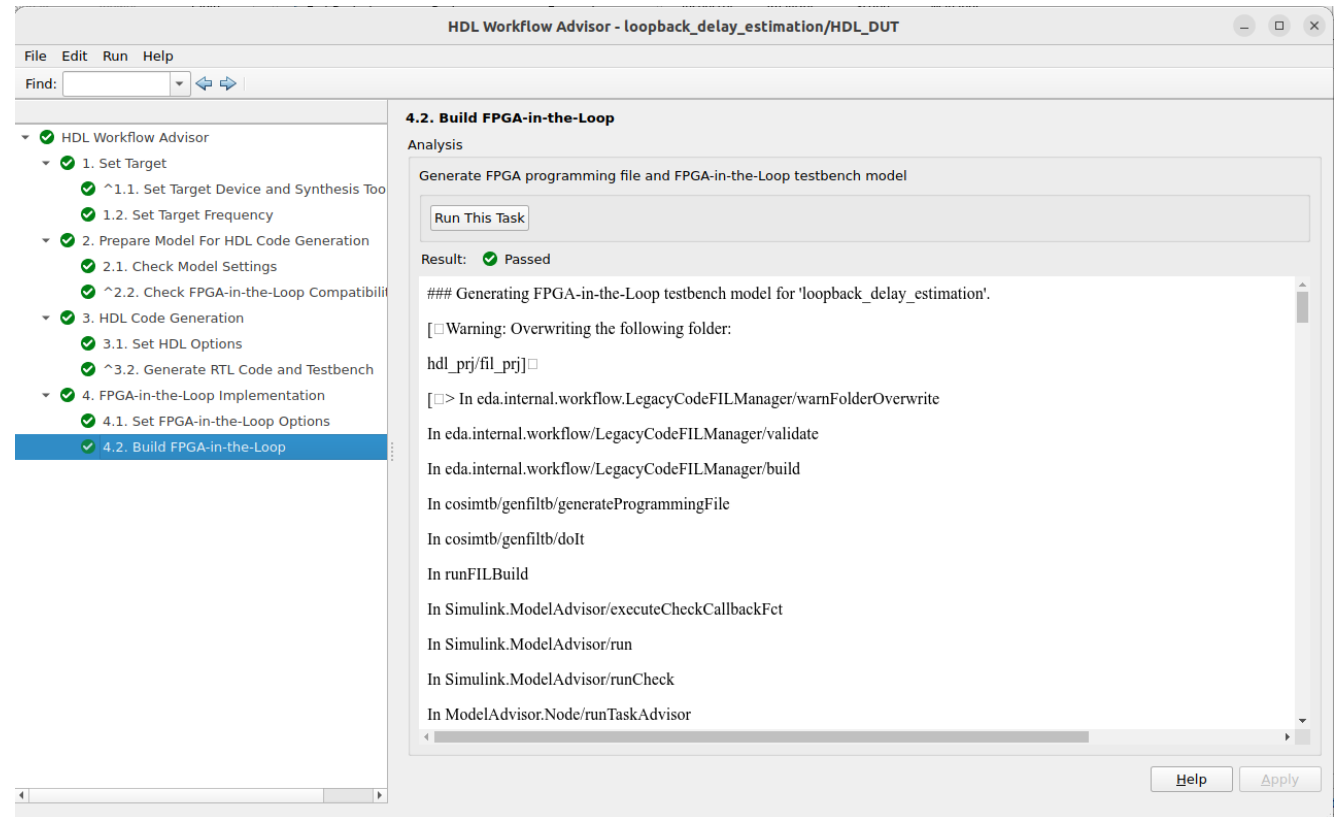 HDL Workflow Advisor - loopback_delay_estimation/HDL_DUT
File Edit Run Help
Find:
HDL Workflow Advisor
1. Set Target
^1.1. Set Target Device and Synthesis Too
1.2. Set Target Frequency
2. Prepare Model For HDL Code Generation
2.1. Check Model Settings
^2.2. Check FPGA-in-the-Loop Compatibilit
3. HDL Code Generation
3.1. Set HDL Options
^3.2. Generate RTL Code and Testbench
4. FPGA-in-the-Loop Implementation
4.1. Set FPGA-in-the-Loop Options
4.2. Build FPGA-in-the-Loop
4.2. Build FPGA-in-the-Loop
Analysis
Generate FPGA programming file and FPGA-in-the-Loop testbench model
Run This Task
Result: Passed
### Generating FPGA-in-the-Loop testbench model for 'loopback_delay_estimation'.
[□Warning: Overwriting the following folder:
hdl_prj/fil_prj]□
[□> In eda.internal.workflow.LegacyCodeFILManager/warnFolderOverwrite
In eda.internal.workflow/LegacyCodeFILManager/validate
In eda.internal.workflow/LegacyCodeFILManager/build
In cosimtb/genfiltb/generateProgrammingFile
In cosimtb/genfiltb/doIt
In runFILBuild
In Simulink.ModelAdvisor/executeCheckCallbackFct
In Simulink.ModelAdvisor/run
In Simulink.ModelAdvisor/runCheck
In ModelAdvisor.Node/runTaskAdvisor
Help Apply